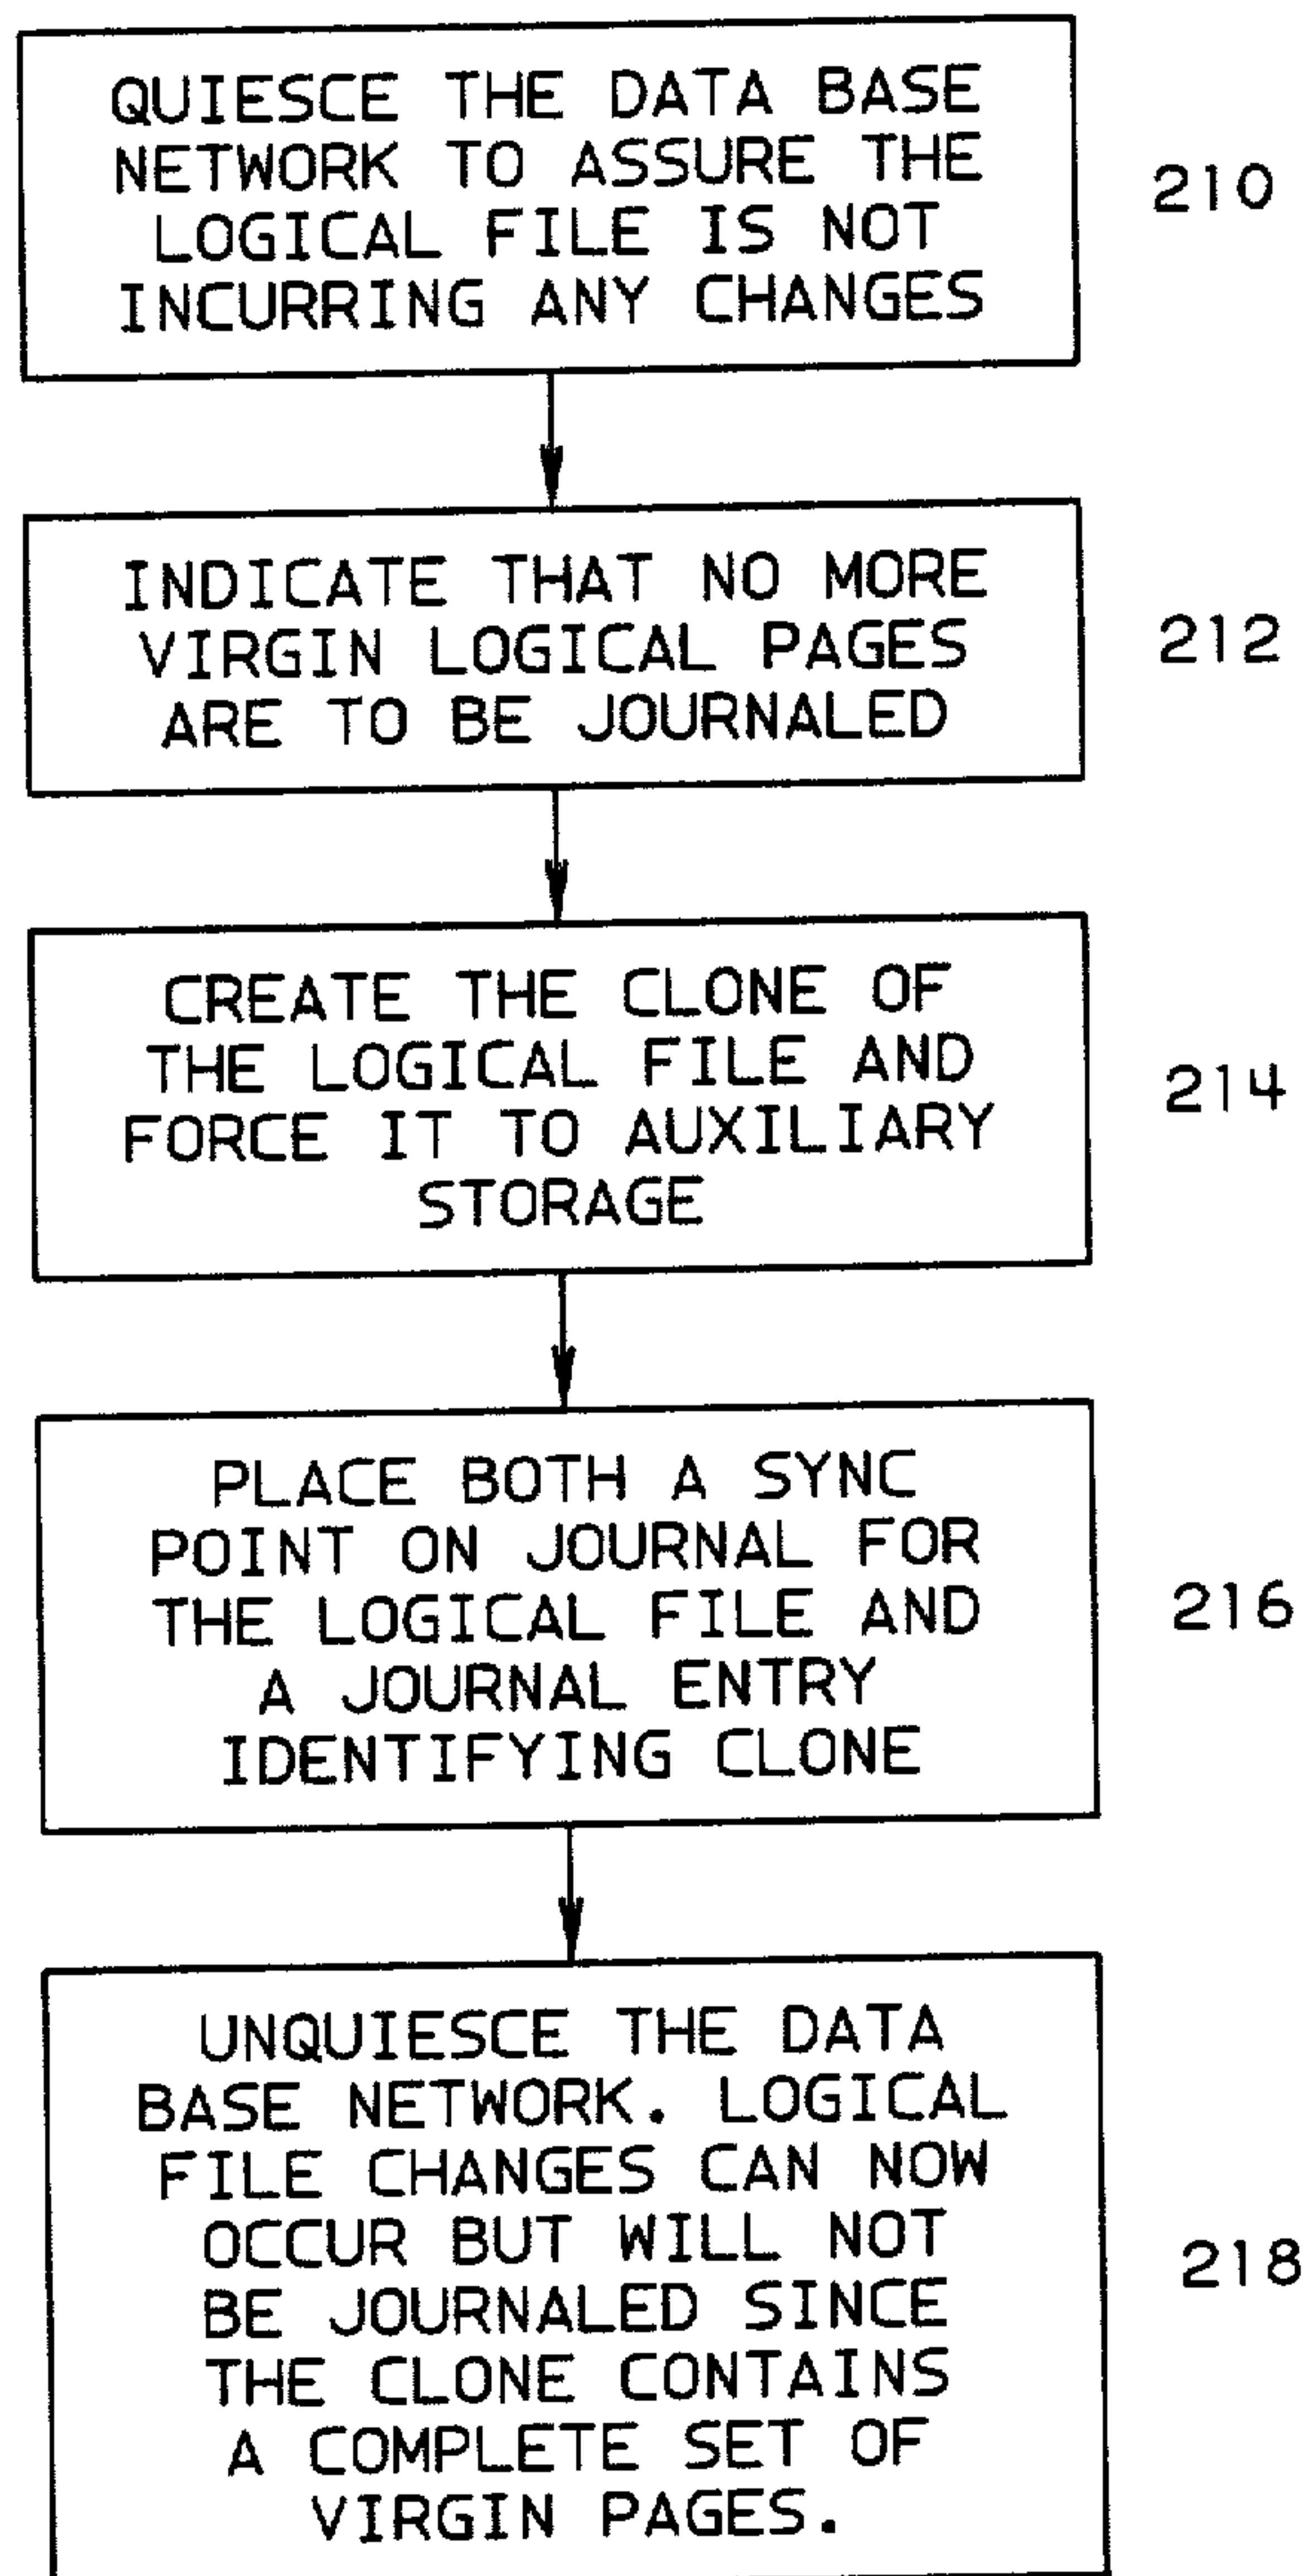 QUIESCE THE DATA BASE
NETWORK TO ASSURE THE
LOGICAL FILE IS NOT
INCURRING ANY CHANGES
210
INDICATE THAT NO MORE
VIRGIN LOGICAL PAGES
ARE TO BE JOURNALED
212
CREATE THE CLONE OF
THE LOGICAL FILE AND
FORCE IT TO AUXILIARY
STORAGE
214
PLACE BOTH A SYNC
POINT ON JOURNAL FOR
THE LOGICAL FILE AND
A JOURNAL ENTRY
IDENTIFYING CLONE
216
UNQUIESCE THE DATA
BASE NETWORK. LOGICAL
FILE CHANGES CAN NOW
OCCUR BUT WILL NOT
BE JOURNALED SINCE
THE CLONE CONTAINS
A COMPLETE SET OF
VIRGIN PAGES.
218